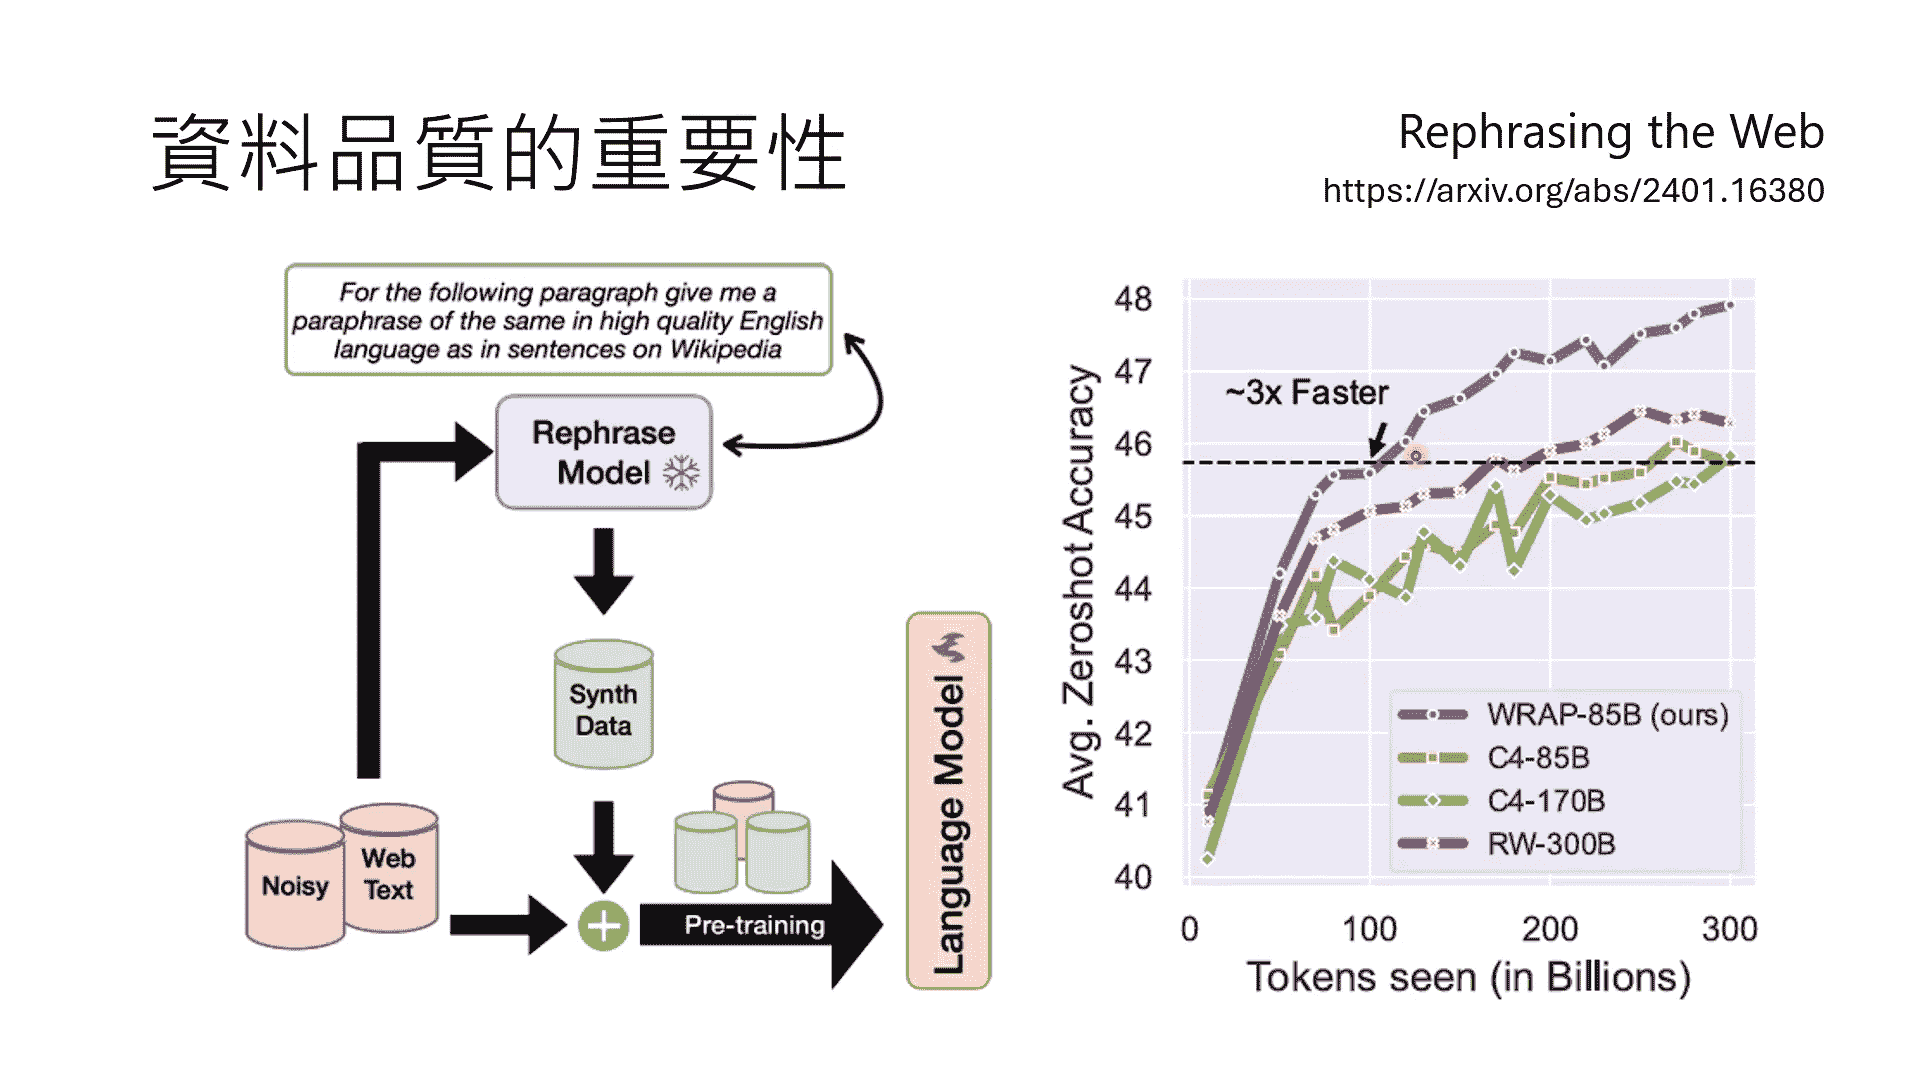 資料品質的重要性
Rephrasing the Web
https://arxiv.org/abs/2401.16380
For the following paragraph give me a
paraphrase of the same in high quality English
language as in sentences on Wikipedia
Rephrase
Model
Synth
Data
Noisy
Web
Text
Pre-training
Language Model
48
47
46
45
44
43
42
41
40
Avg. Zeroshot Accuracy
~3x Faster
WRAP-85B (ours)
C4-85B
C4-170B
RW-300B
0
100
200
300
Tokens seen (in Billions)